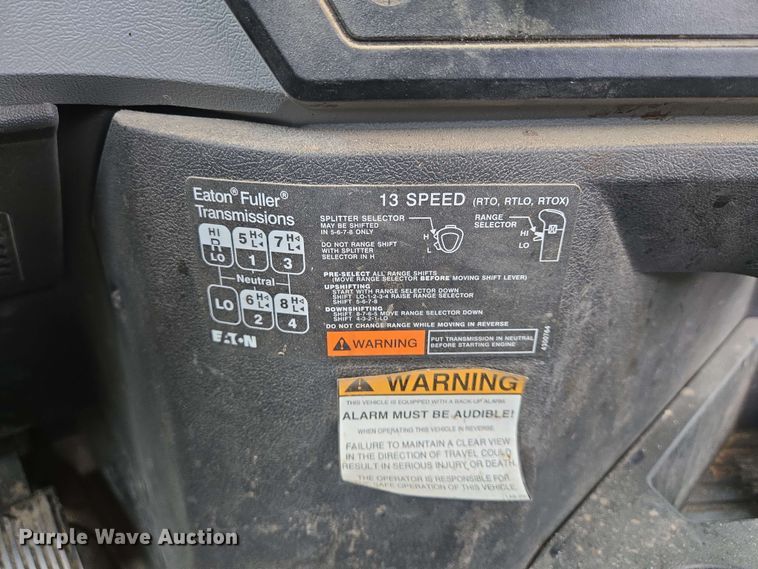 Eaton® Fuller®
Transmissions
13 SPEED (RTO, RTLO, RTOX)
HI
R
LO
5 H
L
1
7 H
L
3
Neutral
LO
6 H
L
2
8 H
L
4
EATON
SPLITTER SELECTOR
MAY BE SHIFTED
IN 5-6-7-8 ONLY
DO NOT RANGE SHIFT
WITH SPLITTER
SELECTOR IN H
H
L
RANGE
SELECTOR
HI
LO
PRE-SELECT ALL RANGE SHIFTS
(MOVE RANGE SELECTOR BEFORE MOVING SHIFT LEVER)
UPSHIFTING
START WITH RANGE SELECTOR DOWN
SHIFT LO-1-2-3-4 RAISE RANGE SELECTOR
SHIFT 5-6-7-8
DOWNSHIFTING
SHIFT 8-7-6-5 MOVE RANGE SELECTOR DOWN
SHIFT 4-3-2-1-LO
*DO NOT CHANGE RANGE WHILE MOVING IN REVERSE
WARNING
PUT TRANSMISSION IN NEUTRAL
BEFORE STARTING ENGINE
WARNING
THIS VEHICLE IS EQUIPPED WITH A BACK-UP ALARM
ALARM MUST BE AUDIBLE!
WHEN OPERATING THIS VEHICLE IN REVERSE.
FAILURE TO MAINTAIN A CLEAR VIEW
IN THE DIRECTION OF TRAVEL COULD
RESULT IN SERIOUS INJURY OR DEATH.
THE OPERATOR IS RESPONSIBLE FOR
SAFE OPERATION OF THIS VEHICLE.
Purple Wave Auction